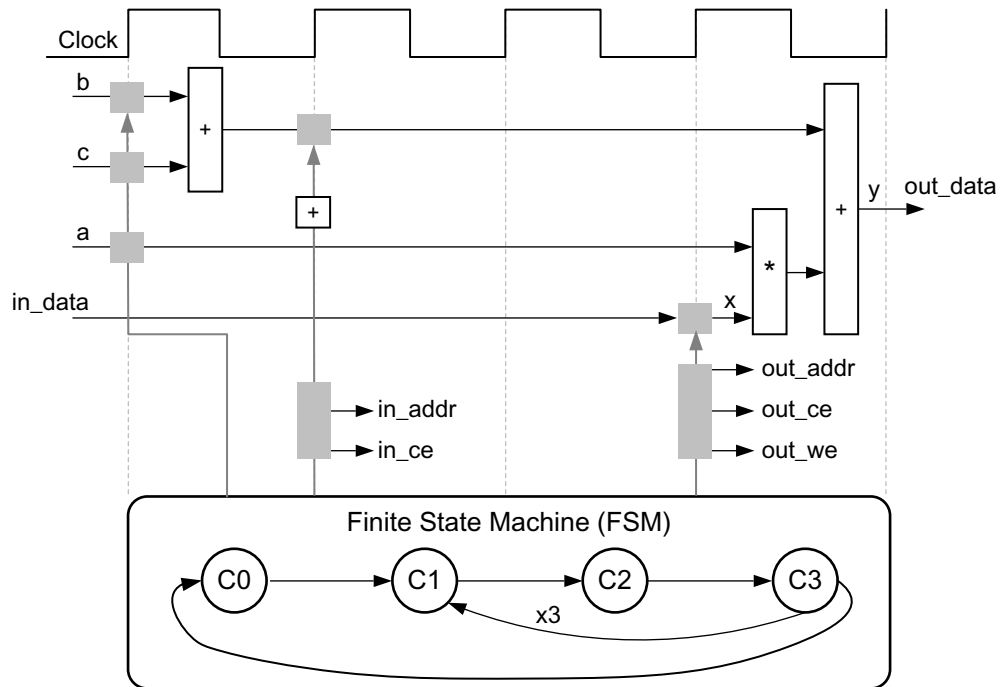 Clock
b
c
+
+
a
*
+
y
out_data
in_data
x
out_addr
in_addr
out_ce
in_ce
out_we
Finite State Machine (FSM)
C0
C1
C2
C3
x3